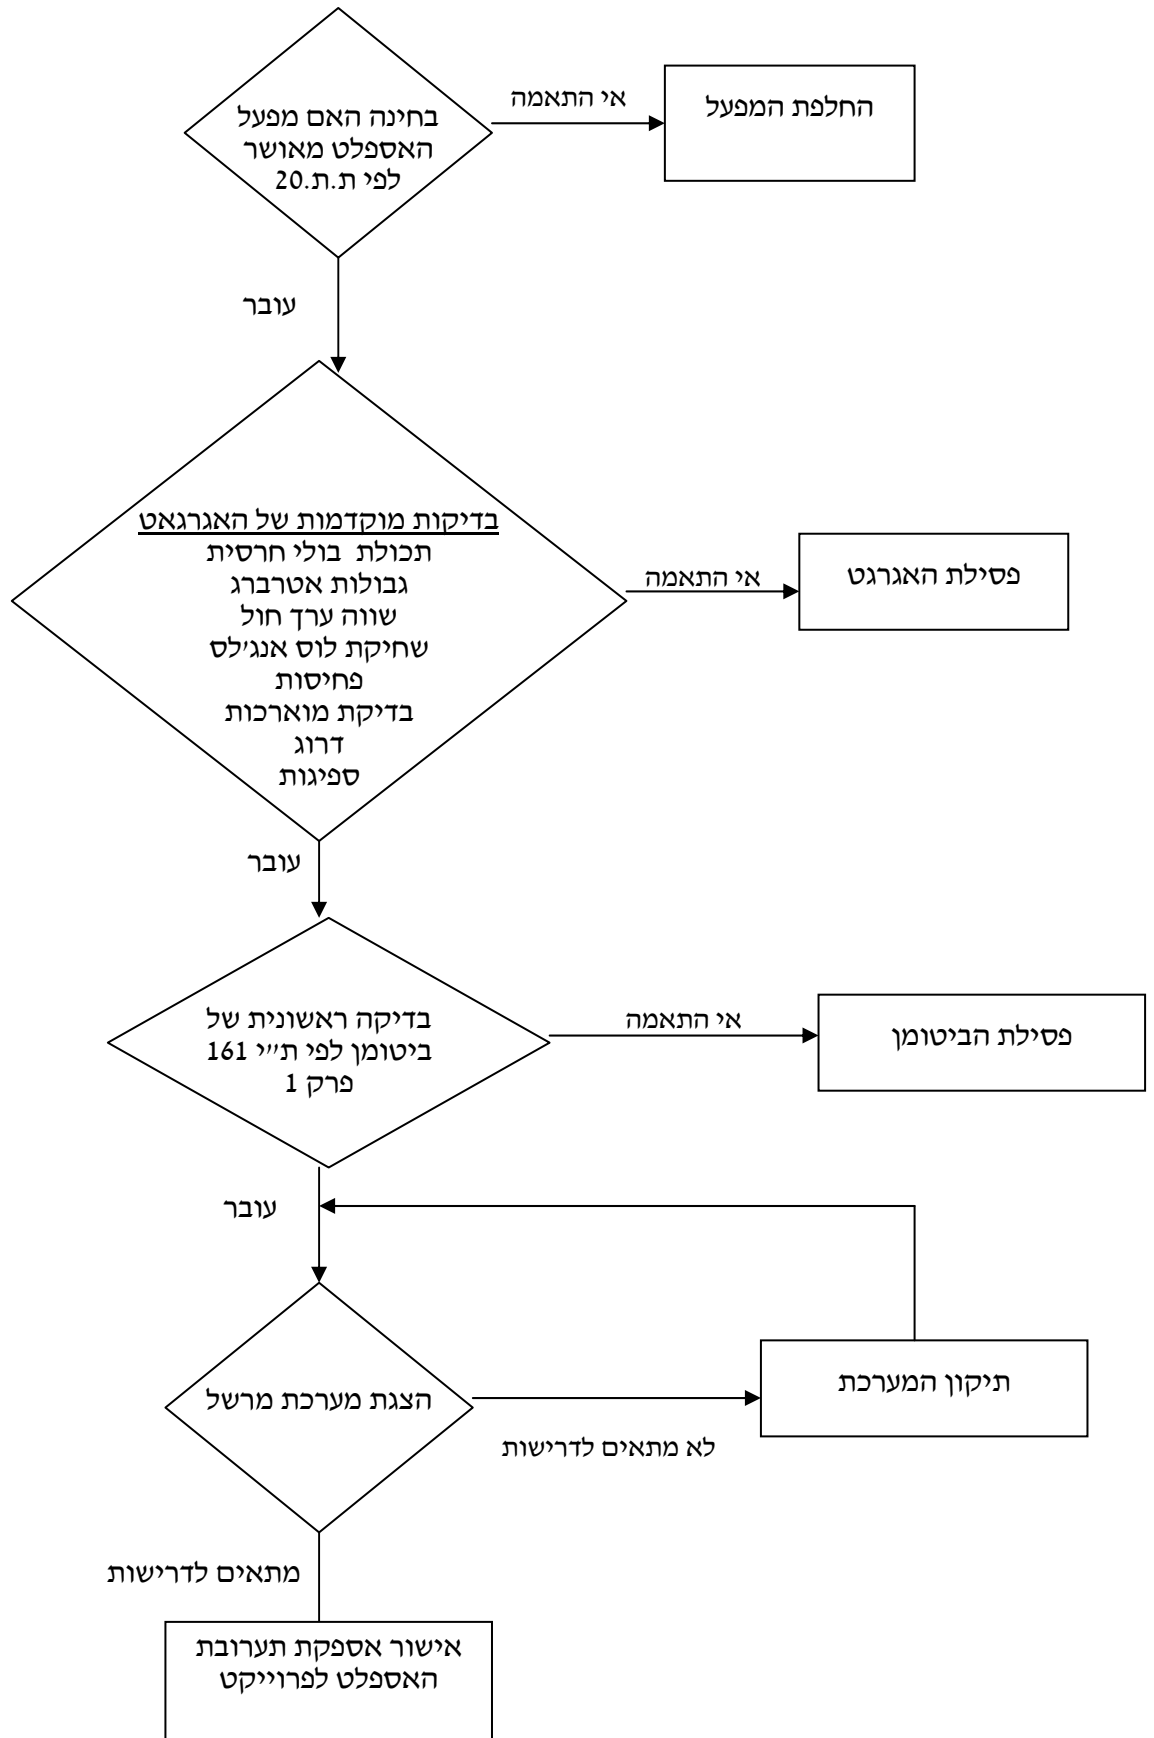 בחינה האם מפעל
האספלט מאושר
לפי ת.ת.20
אי התאמה
החלפת המפעל
עובר
בדיקות מוקדמות של האגרגאט
תכולת בולי חרסית
גבולות אטרברג
שווה ערך חול
שחיקת לוס אנג'לס
פחיסות
בדיקת מוארכות
דרוג
ספיגות
אי התאמה
פסילת האגרגט
עובר
בדיקה ראשונית של
ביטומן לפי ת״י 161
פרק 1
אי התאמה
פסילת הביטומן
עובר
הצגת מערכת מרשל
לא מתאים לדרישות
תיקון המערכת
מתאים לדרישות
אישור אספקת תערובת
האספלט לפרוייקט